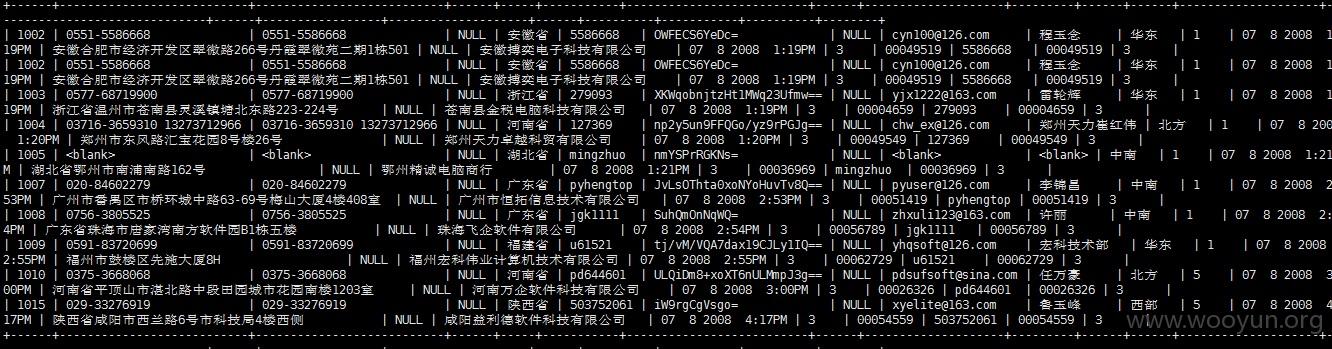 | 1002 | 0551-5586668 | 0551-5586668 | NULL | 安徽省 | 5586668 | OWFECS6YeDc= | NULL | cyn100@126.com | 程玉念 | 华东 | 1 | 07 8 2008 1:
19PM | 安徽合肥市经济开发区翠微路266号丹霞翠微苑二期1栋501 | NULL | 安徽搏奕电子科技有限公司 | 07 8 2008 1:19PM | 3 | 00049519 | 5586668 | 00049519 | 3 |
| 1002 | 0551-5586668 | 0551-5586668 | NULL | 安徽省 | 5586668 | OWFECS6YeDc= | NULL | cyn100@126.com | 程玉念 | 华东 | 1 | 07 8 2008 1:
19PM | 安徽合肥市经济开发区翠微路266号丹霞翠微苑二期1栋501 | NULL | 安徽搏奕电子科技有限公司 | 07 8 2008 1:19PM | 3 | 00049519 | 5586668 | 00049519 | 3 |
| 1003 | 0577-68719900 | 0577-68719900 | NULL | 浙江省 | 279093 | XKWqobnjtzHt1MWq23Ufmw== | NULL | yjx1222@163.com | 雷轮辉 | 华东 | 1 | 07 8 2008 1:
19PM | 浙江省温州市苍南县灵溪镇塘北东路223-224号 | NULL | 苍南县金税电脑科技有限公司 | 07 8 2008 1:19PM | 3 | 00004659 | 279093 | 00004659 | 3 |
| 1004 | 03716-3659310 13273712966 | 03716-3659310 13273712966 | NULL | 河南省 | 127369 | np2ySun9FFQGo/yz9rPGJg== | NULL | chw_ex@126.com | 郑州天力崔红伟 | 北方 | 1 | 07 8 2008
1:20PM | 郑州市东风路汇宝花园8号楼26号 | NULL | 郑州天力卓越科贸有限公司 | 07 8 2008 1:20PM | 3 | 00049549 | 127369 | 00049549 | 3 |
| 1005 | <blank> | <blank> | NULL | 湖北省 | mingzhuo | nmYSPrRGKNs= | NULL | <blank> | <blank> | 中南 | 1 | 07 8 2008 1:21P
M | 湖北省鄂州市南浦南路162号 | NULL | 鄂州精诚电脑商行 | 07 8 2008 1:21PM | 3 | 00036969 | mingzhuo | 00036969 | 3 |
| 1007 | 020-84602279 | 020-84602279 | NULL | 广东省 | pyhengtop | JvLsOThta0xoNYoHuvTv8Q== | NULL | pyuser@126.com | 李锦昌 | 中南 | 1 | 07 8 2008 2:
53PM | 广州市番禺区市桥环城中路63-69号梅山大厦4楼408室 | NULL | 广州市恒拓信息技术有限公司 | 07 8 2008 2:53PM | 3 | 00051419 | pyhengtop | 00051419 | 3 |
| 1008 | 0756-3805525 | 0756-3805525 | NULL | 广东省 | jgk1111 | SuhQmOnNqWQ= | NULL | zhxuli123@163.com | 许丽 | 中南 | 1 | 07 8 2008 2:5
4PM | 广东省珠海市唐家湾南方软件园B1栋五楼 | NULL | 珠海飞企软件有限公司 | 07 8 2008 2:54PM | 3 | 00056789 | jgk1111 | 00056789 | 3 |
| 1009 | 0591-83720699 | 0591-83720699 | NULL | 福建省 | u61521 | tj/vM/VQA7dax19CJLy1IQ== | NULL | yhqsoft@126.com | 宏科技术部 | 华东 | 1 | 07 8 2008
2:55PM | 福州市鼓楼区先施大厦8H | NULL | 福州宏科伟业计算机技术有限公司 | 07 8 2008 2:55PM | 3 | 00062729 | u61521 | 00062729 | 3 |
| 1010 | 0375-3668068 | 0375-3668068 | NULL | 河南省 | pd644601 | ULQiDm8+xoXT6nULMmpJ3g== | NULL | pdsufsoft@sina.com | 任万豪 | 北方 | 5 | 07 8 2008 3:
00PM | 河南省平顶山市湛北路中段田园城市花园南楼1203室 | NULL | 河南万企软件科技有限公司 | 07 8 2008 3:00PM | 3 | 00026326 | pd644601 | 00026326 | 3 |
| 1015 | 029-33276919 | 029-33276919 | NULL | 陕西省 | 503752061 | iW9rgCgVsgo= | NULL | xyelite@163.com | 鲁玉峰 | 西部 | 5 | 07 8 2008 4:
17PM | 陕西省咸阳市西兰路6号市科技局4楼西侧 | NULL | 咸阳益利德软件科技有限公司 | 07 8 2008 4:17PM | 3 | 00054559 | 503752061 | 00054559 | 3 |
www.wooyun.org